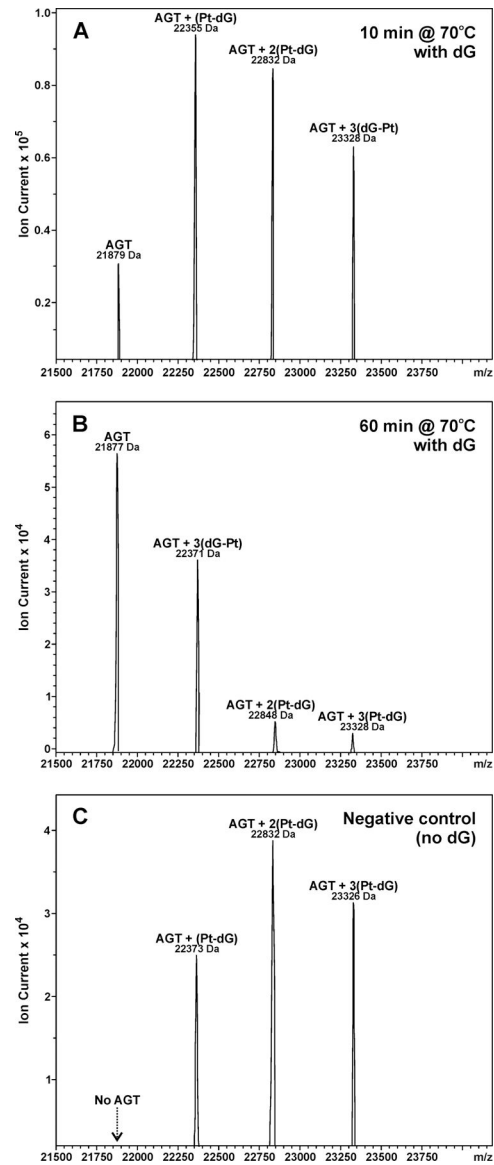 A
10 min @ 70°C
with dG
AGT + (Pt-dG)
22355 Da
AGT + 2(Pt-dG)
22832 Da
AGT + 3(dG-Pt)
23328 Da
AGT
21879 Da
Ion Current x 10⁵
1.0
0.8
0.6
0.4
0.2
21500 21750 22000 22250 22500 22750 23000 23250 23500 23750 m/z
B
60 min @ 70°C
with dG
AGT
21877 Da
AGT + 3(dG-Pt)
22371 Da
AGT + 2(Pt-dG)
22848 Da
AGT + 3(Pt-dG)
23328 Da
Ion Current x 10⁴
6
5
4
3
2
1
0
21500 21750 22000 22250 22500 22750 23000 23250 23500 23750 m/z
C
Negative control
(no dG)
AGT + 2(Pt-dG)
22832 Da
AGT + 3(Pt-dG)
23326 Da
AGT + (Pt-dG)
22373 Da
No AGT
Ion Current x 10⁴
4
3
2
1
21500 21750 22000 22250 22500 22750 23000 23250 23500 23750 m/z